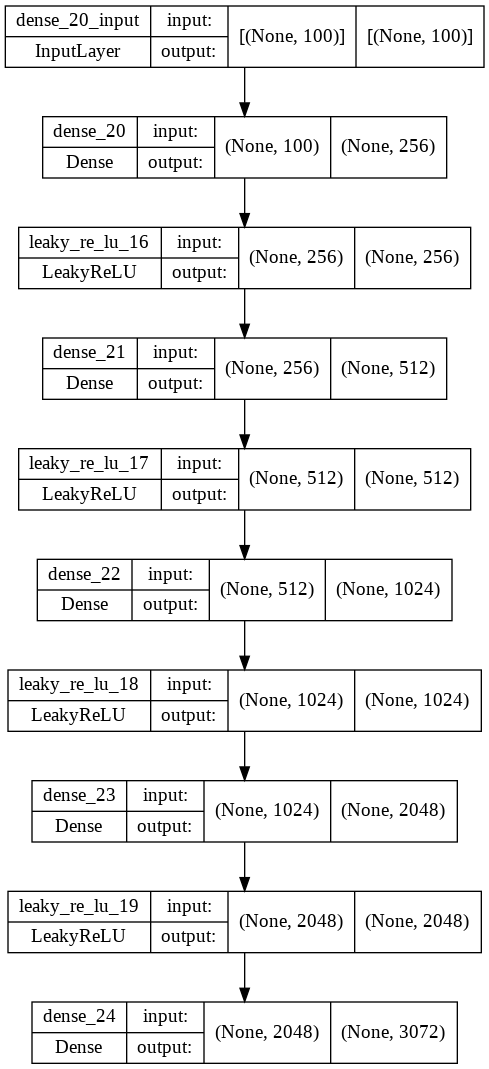 dense_20_input input: [(None, 100)] [(None, 100)]
InputLayer output:
dense_20 input: (None, 100) (None, 256)
Dense output:
leaky_re_lu_16 input: (None, 256) (None, 256)
LeakyReLU output:
dense_21 input: (None, 256) (None, 512)
Dense output:
leaky_re_lu_17 input: (None, 512) (None, 512)
LeakyReLU output:
dense_22 input: (None, 512) (None, 1024)
Dense output:
leaky_re_lu_18 input: (None, 1024) (None, 1024)
LeakyReLU output:
dense_23 input: (None, 1024) (None, 2048)
Dense output:
leaky_re_lu_19 input: (None, 2048) (None, 2048)
LeakyReLU output:
dense_24 input: (None, 2048) (None, 3072)
Dense output: